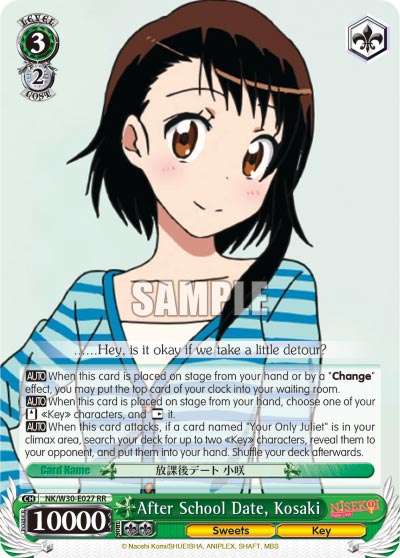 LEVEL
3
2
COST
SAMPLE
......Hey, is it okay if we take a little detour?
AUTO When this card is placed on stage from your hand or by a "Change"
effect, you may put the top card of your clock into your waiting room.
AUTO When this card is placed on stage from your hand, choose one of your
«Key» characters, and it.
AUTO When this card attacks, if a card named "Your Only Juliet" is in your
climax area, search your deck for up to two «Key» characters, reveal them to
your opponent, and put them into your hand. Shuffle your deck afterwards.
Card Name 放課後デート 小咲
CH NK/W30-E027 RR
After School Date, Kosaki
NISEKOI
POWER 10000
SOUL
Sweets
Key
© Naoshi Komi/SHUEISHA, ANIPLEX, SHAFT, MBS